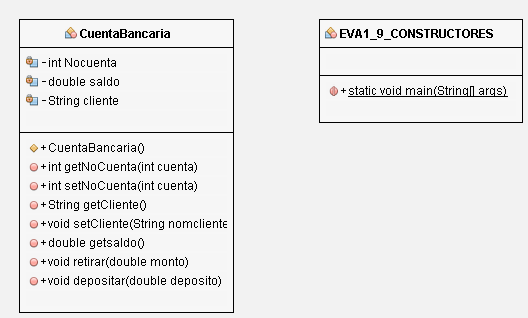 CuentaBancaria
- int Nocuenta
- double saldo
- String cliente
+ CuentaBancaria()
+ int getNoCuenta(int cuenta)
+ int setNoCuenta(int cuenta)
+ String getCliente()
+void setCliente(String nomcliente
+ double getsaldo()
+void retirar(double monto)
+void depositar(double deposito)
EVA1_9_CONSTRUCTORES
+ static void main(String[] args)